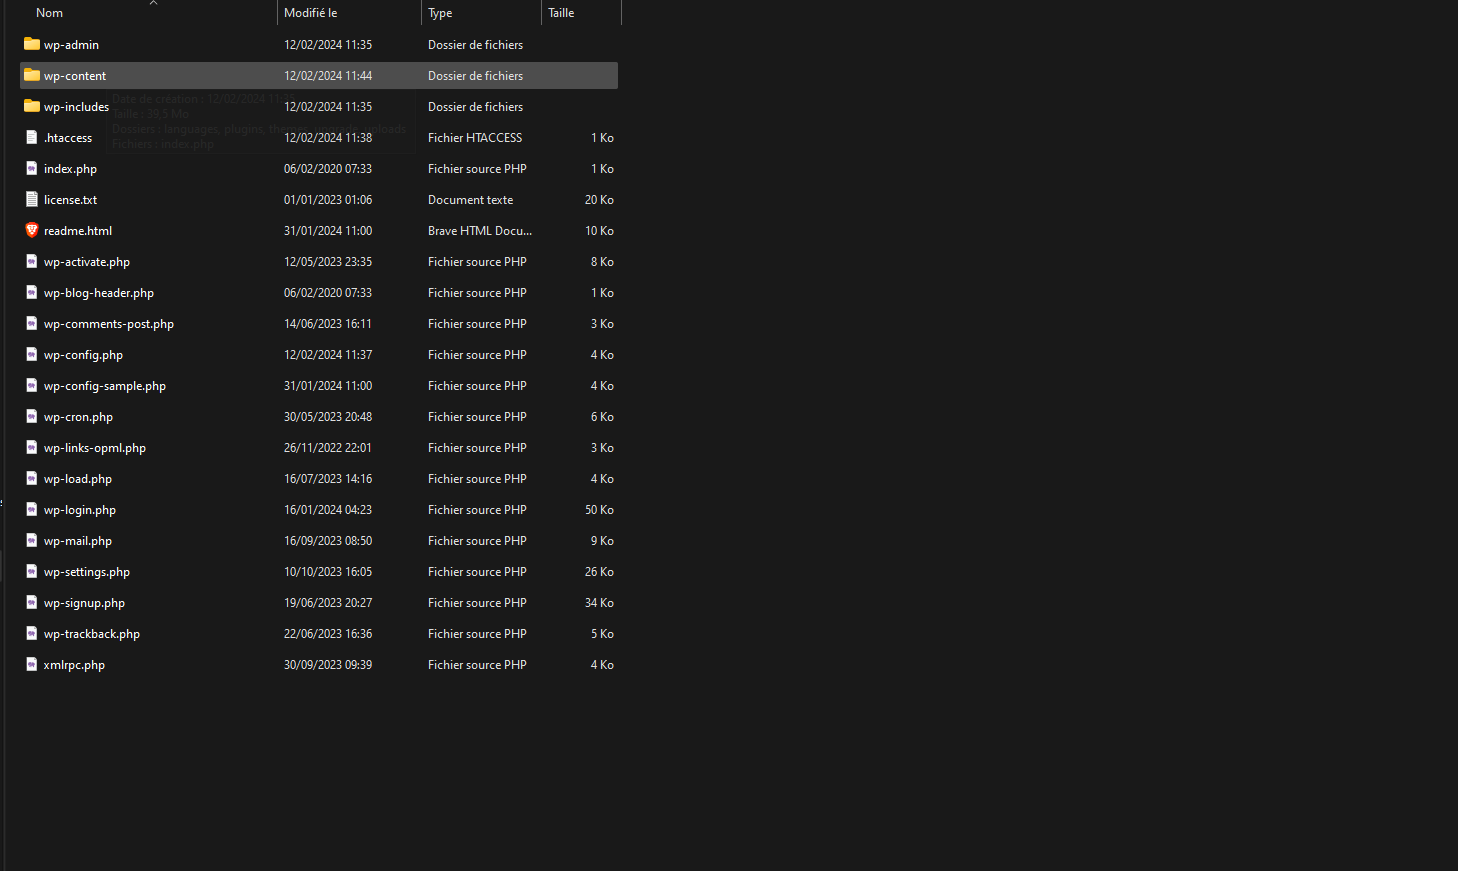 Nom Modifié le Type Taille
wp-admin 12/02/2024 11:35 Dossier de fichiers
wp-content 12/02/2024 11:44 Dossier de fichiers
Date de création : 12/02/2024 11:35
wp-includes 12/02/2024 11:35 Dossier de fichiers
Taille : 39,5 Mo
Dossiers : languages, plugins, uploads
.htaccess 12/02/2024 11:38 Fichier HTACCESS 1 Ko
Fichiers : index.php
index.php 06/02/2020 07:33 Fichier source PHP 1 Ko
license.txt 01/01/2023 01:06 Document texte 20 Ko
readme.html 31/01/2024 11:00 Brave HTML Docu... 10 Ko
wp-activate.php 12/05/2023 23:35 Fichier source PHP 8 Ko
wp-blog-header.php 06/02/2020 07:33 Fichier source PHP 1 Ko
wp-comments-post.php 14/06/2023 16:11 Fichier source PHP 3 Ko
wp-config.php 12/02/2024 11:37 Fichier source PHP 4 Ko
wp-config-sample.php 31/01/2024 11:00 Fichier source PHP 4 Ko
wp-cron.php 30/05/2023 20:48 Fichier source PHP 6 Ko
wp-links-opml.php 26/11/2022 22:01 Fichier source PHP 3 Ko
wp-load.php 16/07/2023 14:16 Fichier source PHP 4 Ko
wp-login.php 16/01/2024 04:23 Fichier source PHP 50 Ko
wp-mail.php 16/09/2023 08:50 Fichier source PHP 9 Ko
wp-settings.php 10/10/2023 16:05 Fichier source PHP 26 Ko
wp-signup.php 19/06/2023 20:27 Fichier source PHP 34 Ko
wp-trackback.php 22/06/2023 16:36 Fichier source PHP 5 Ko
xmlrpc.php 30/09/2023 09:39 Fichier source PHP 4 Ko